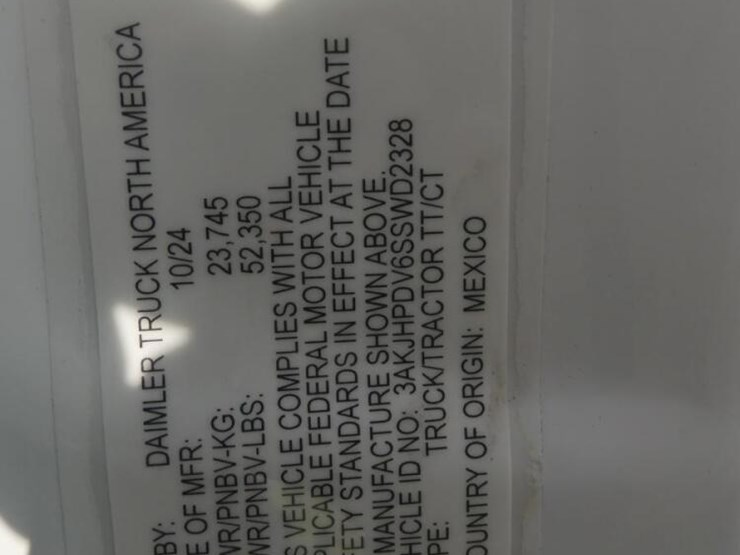 BY: DAIMLER TRUCK NORTH AMERICA
E OF MFR: 10/24
VR/PNBV-KG: 23,745
WR/PNBV-LBS: 52,350
S VEHICLE COMPLIES WITH ALL
PLICABLE FEDERAL MOTOR VEHICLE
FETY STANDARDS IN EFFECT AT THE DATE
MANUFACTURE SHOWN ABOVE.
HICLE ID NO: 3AKJHPDV6SSWD2328
PE: TRUCK/TRACTOR TT/CT
OUNTRY OF ORIGIN: MEXICO